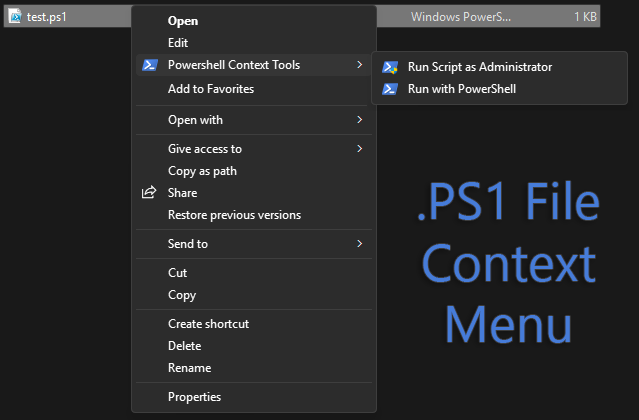 test.ps1 Windows PowerS... 1 KB
Open
Edit
Powershell Context Tools
Run Script as Administrator
Run with PowerShell
Add to Favorites
Open with
Give access to
Copy as path
Share
Restore previous versions
Send to
Cut
Copy
Create shortcut
Delete
Rename
Properties
.PS1 File
Context
Menu